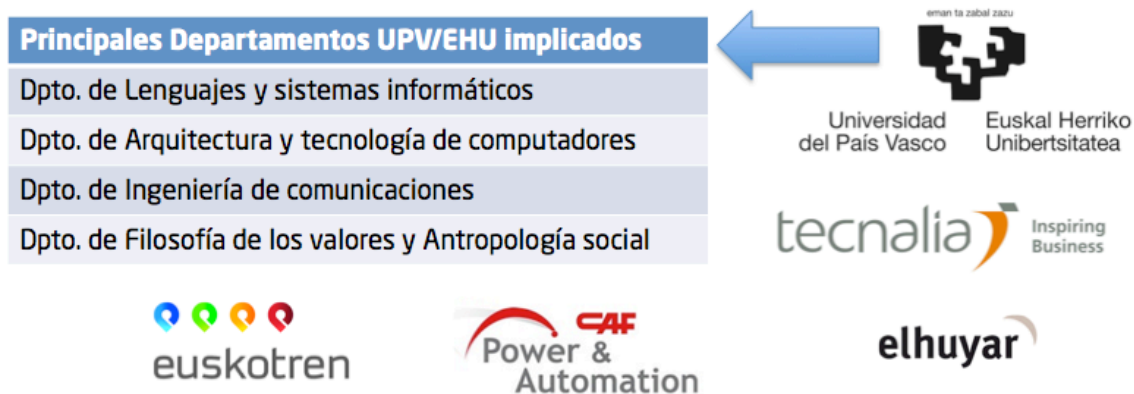 Principales Departamentos UPV/EHU implicados
Dpto. de Lenguajes y sistemas informáticos
Dpto. de Arquitectura y tecnología de computadores
Dpto. de Ingeniería de comunicaciones
Dpto. de Filosofía de los valores y Antropología social
eman ta zabal zazu
Universidad
del País Vasco
Euskal Herriko
Unibertsitatea
tecnalia
Inspiring
Business
euskotren
CAF
Power &
Automation
elhuyar